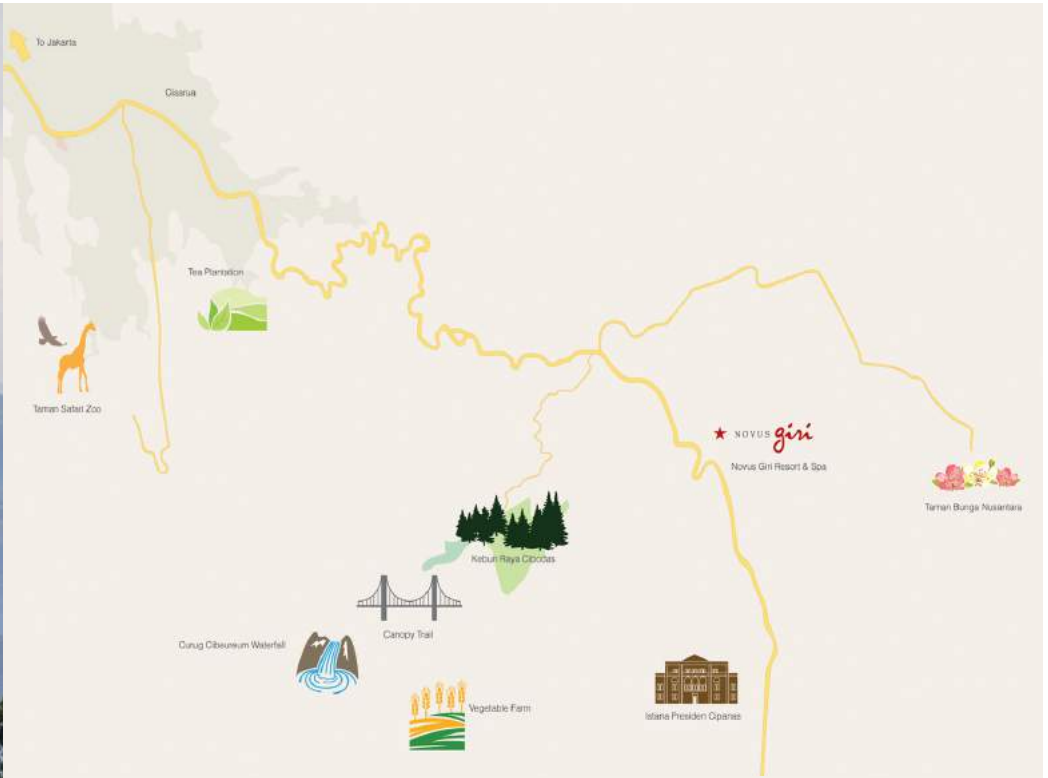 To Jakarta
Cisarua
Tea Plantation
Taman Safari Zoo
NOVUS giri
Novus Giri Resort & Spa
Taman Bunga Nusantara
Kebun Raya Cibodas
Canopy Trail
Curug Cibeureum Waterfall
Vegetable Farm
Istana Presiden Cipanas